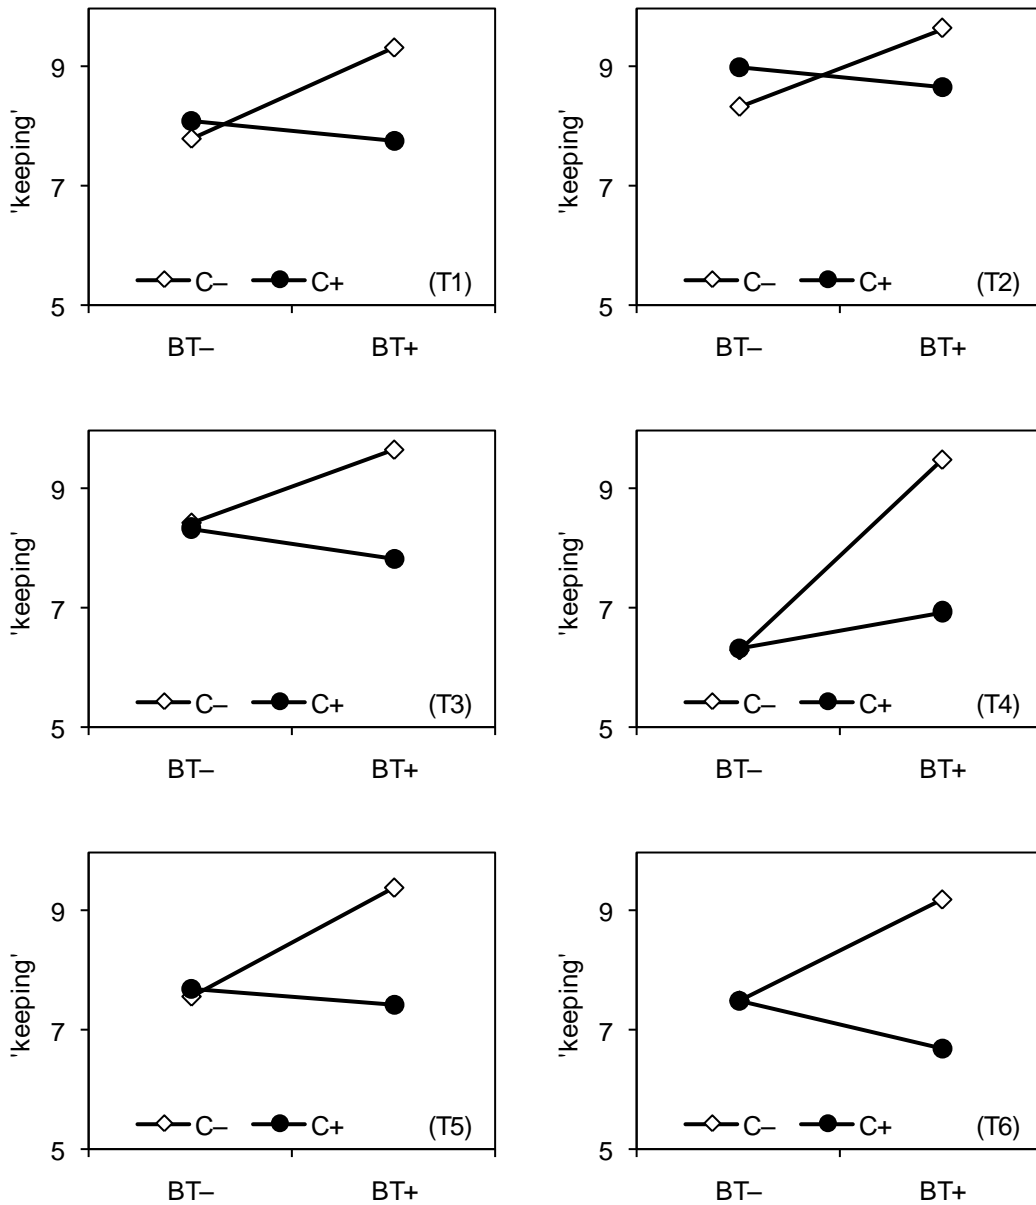 9
7
5
'keeping'
C– C+ (T1)
BT– BT+
9
7
5
'keeping'
C– C+ (T2)
BT– BT+
9
7
5
'keeping'
C– C+ (T3)
BT– BT+
9
7
5
'keeping'
C– C+ (T4)
BT– BT+
9
7
5
'keeping'
C– C+ (T5)
BT– BT+
9
7
5
'keeping'
C– C+ (T6)
BT– BT+